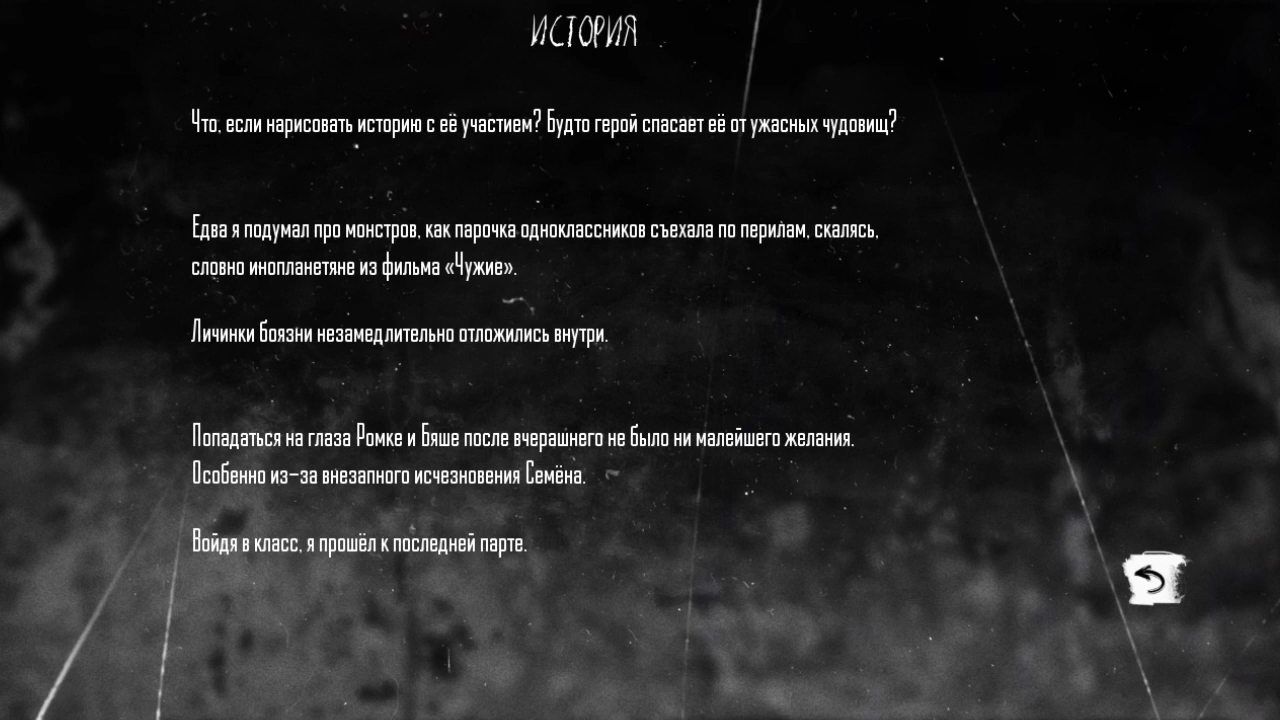 ИСТОРИЯ
Что, если нарисовать историю с её участием? Будто герой спасает её от ужасных чудовищ?
Едва я подумал про монстров, как парочка одноклассников съехала по перилам, скалясь,
словно инопланетяне из фильма «Чужие».
Личинки боязни незамедлительно отложились внутри.
Попадаться на глаза Ромке и Бяше после вчерашнего не было ни малейшего желания.
Особенно из-за внезапного исчезновения Семёна.
Войдя в класс, я прошёл к последней парте.